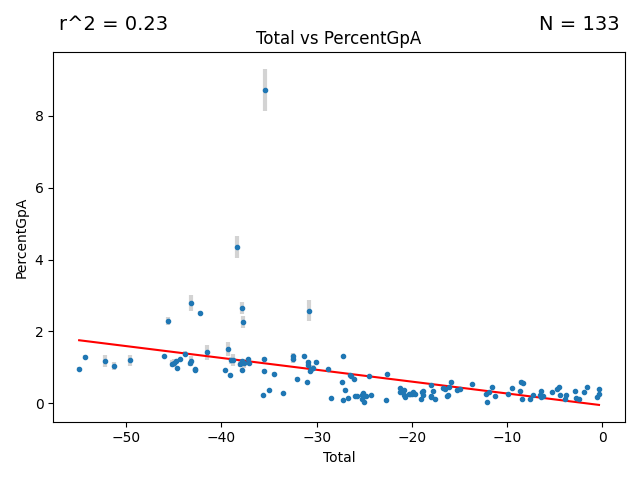 r^2 = 0.23
N = 133
Total vs PercentGpA
PercentGpA
8
6
4
2
0
−50
−40
−30
−20
−10
0
Total